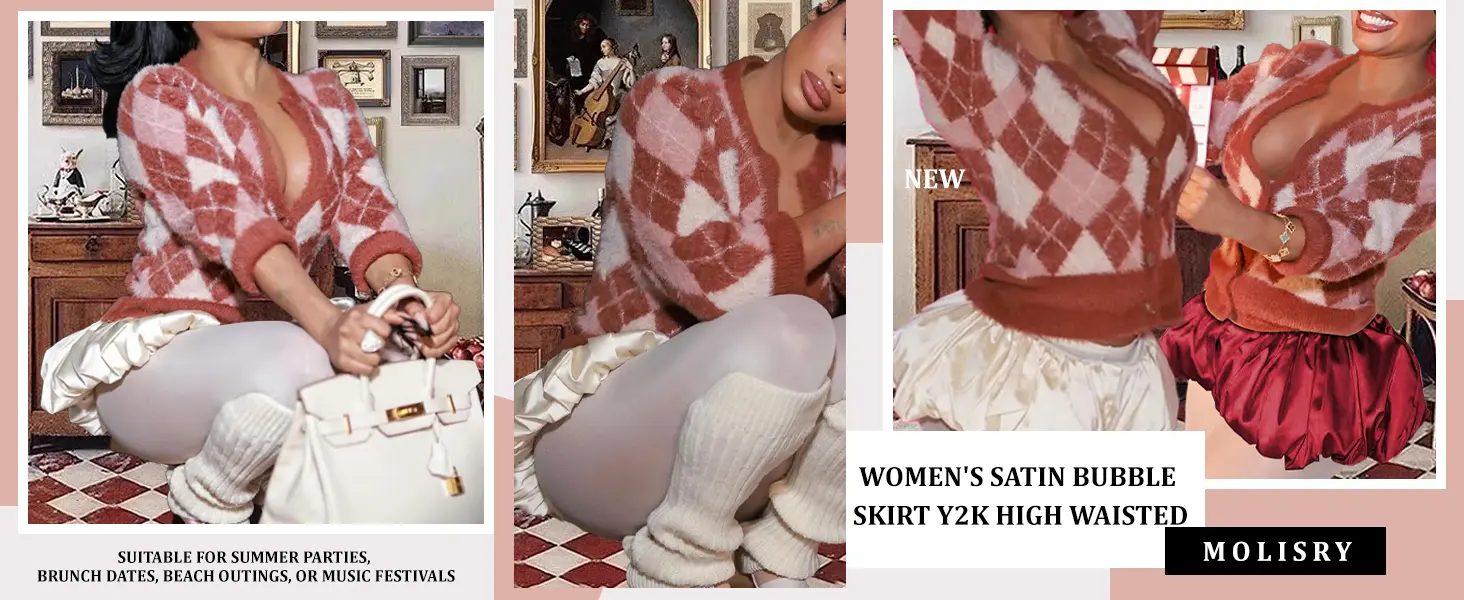 SUITABLE FOR SUMMER PARTIES,
BRUNCH DATES, BEACH OUTINGS, OR MUSIC FESTIVALS
NEW
WOMEN'S SATIN BUBBLE
SKIRT Y2K HIGH WAISTED
MOLISRY